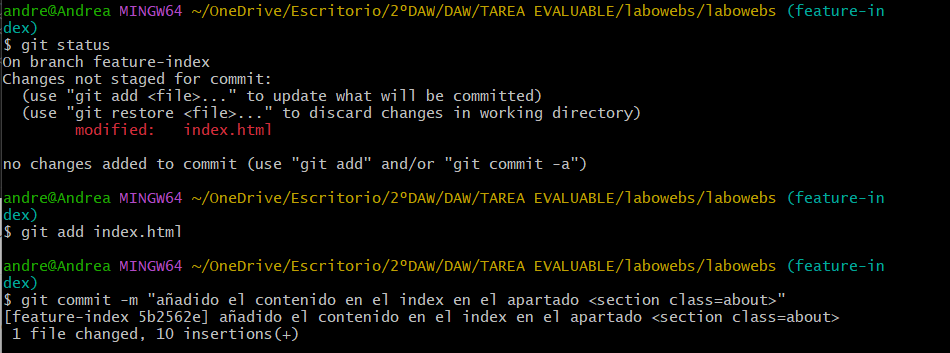 andre@Andrea MINGW64 ~/OneDrive/Escritorio/2ºDAW/DAW/TAREA EVALUABLE/labowebs/labowebs (feature-in
dex)
$ git status
On branch feature-index
Changes not staged for commit:
  (use "git add <file>..." to update what will be committed)
  (use "git restore <file>..." to discard changes in working directory)
        modified:   index.html

no changes added to commit (use "git add" and/or "git commit -a")

andre@Andrea MINGW64 ~/OneDrive/Escritorio/2ºDAW/DAW/TAREA EVALUABLE/labowebs/labowebs (feature-in
dex)
$ git add index.html

andre@Andrea MINGW64 ~/OneDrive/Escritorio/2ºDAW/DAW/TAREA EVALUABLE/labowebs/labowebs (feature-in
dex)
$ git commit -m "añadido el contenido en el index en el apartado <section class=about>"
[feature-index 5b2562e] añadido el contenido en el index en el apartado <section class=about>
 1 file changed, 10 insertions(+)